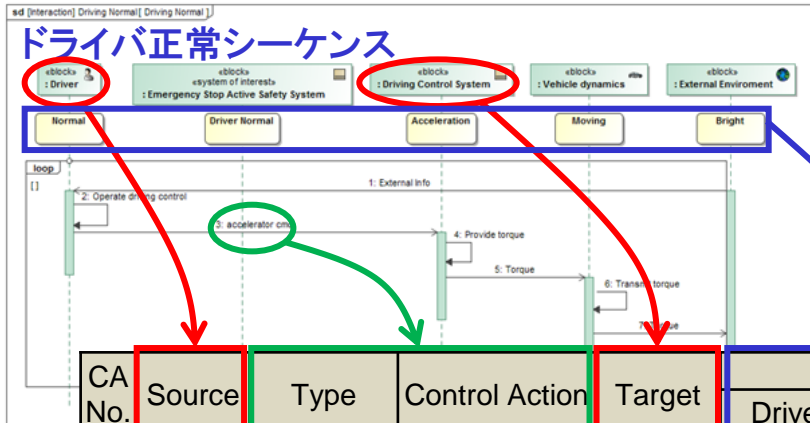 sd [Interaction] Driving Normal[ Driving Normal ]
ドライバ正常シーケンス
«block»
: Driver
«block»
«system of interest»
: Emergency Stop Active Safety System
«block»
: Driving Control System
«block»
: Vehicle dynamics
«block»
: External Enviroment
Normal
Driver Normal
Acceleration
Moving
Bright
loop
[ ]
1: External Info
2: Operate driving control
3: accelerator cmd
4: Provide torque
5: Torque
6: Transmit torque
CA No.
Source
Type
Control Action
Target
Drive